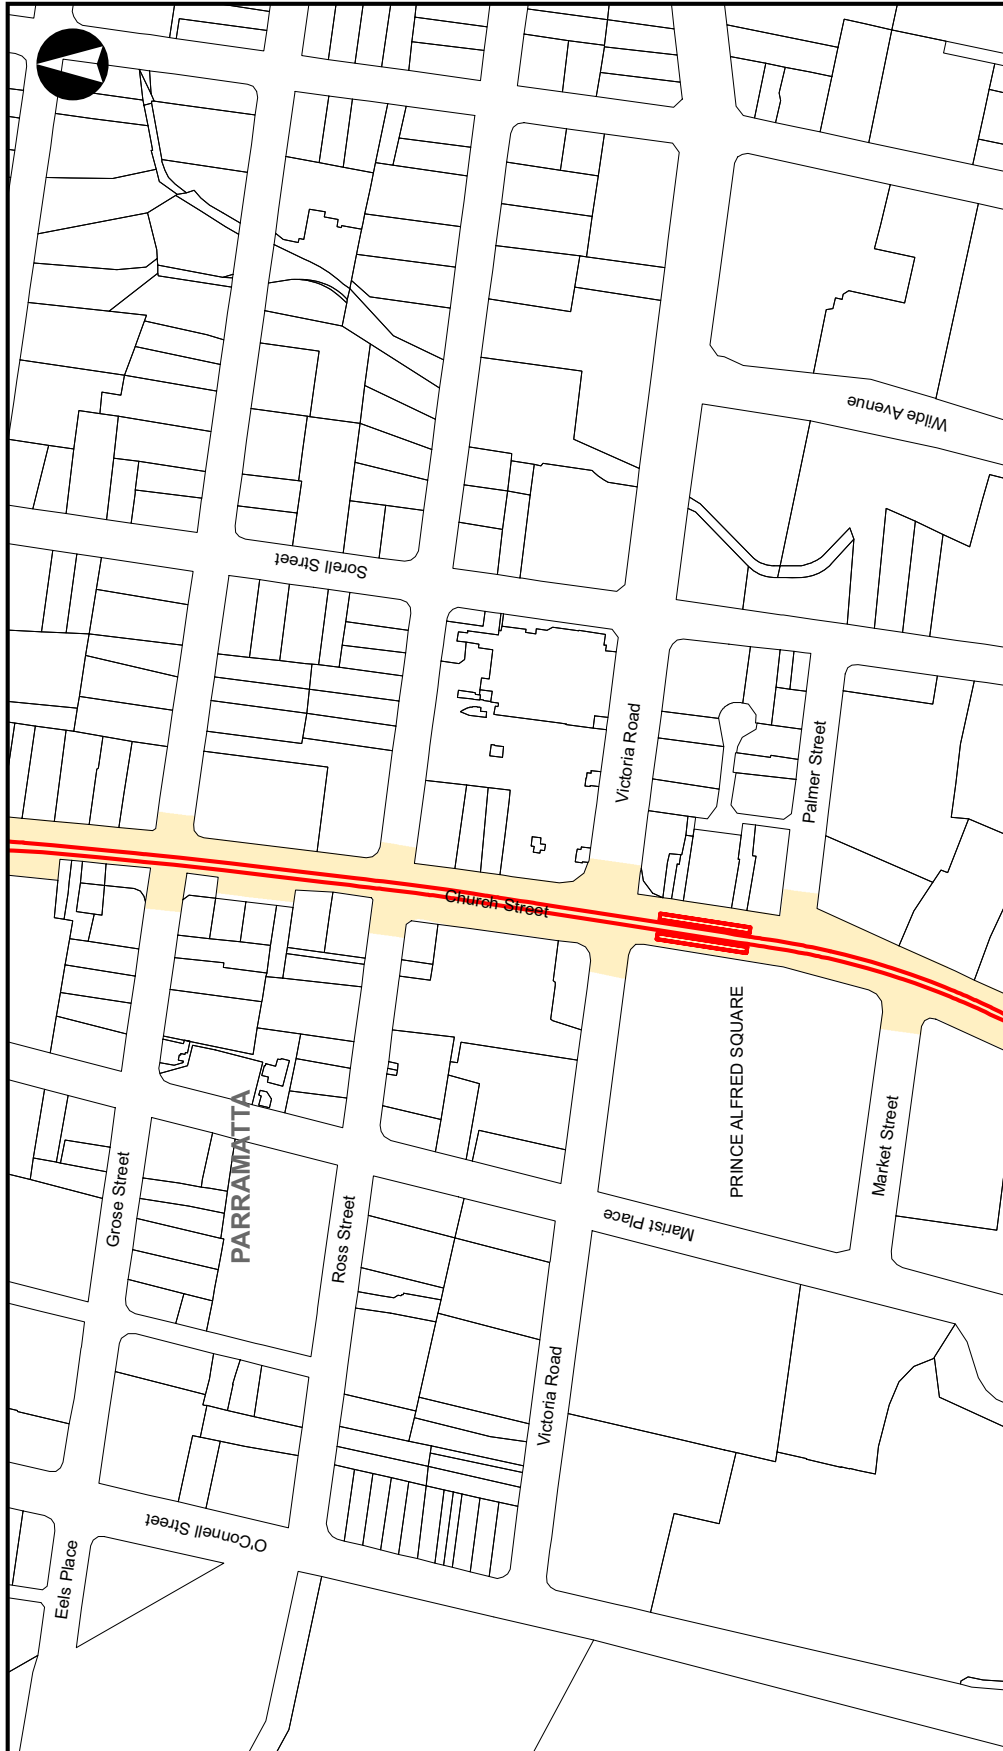 Wilde Avenue
Sorell Street
Victoria Road
Palmer Street
Church Street
PRINCE ALFRED SQUARE
PARRAMATTA
Market Street
Grose Street
Ross Street
Marist Place
Victoria Road
O'Connell Street
Eels Place